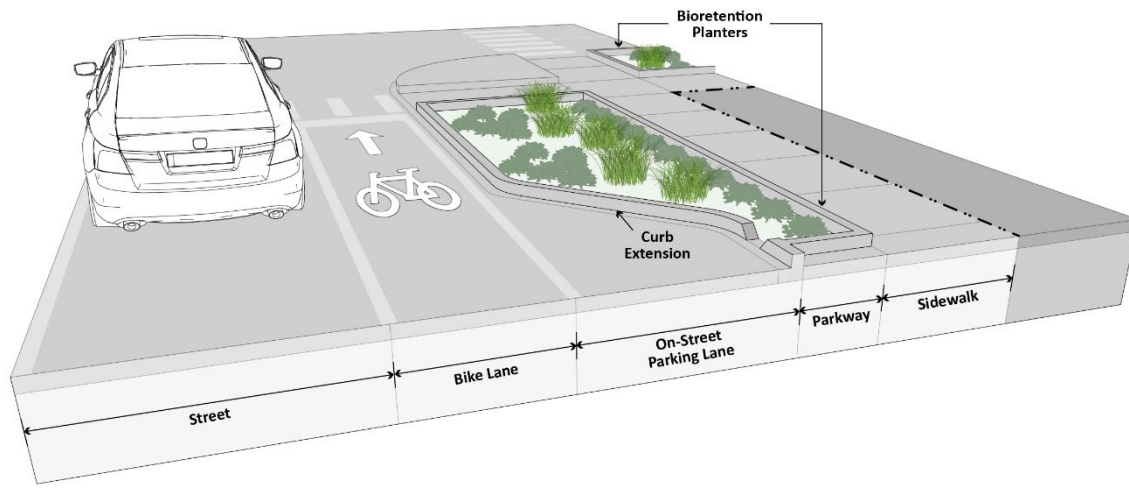 Bioretention
Planters
Curb
Extension
Street
Bike Lane
On-Street
Parking Lane
Parkway
Sidewalk